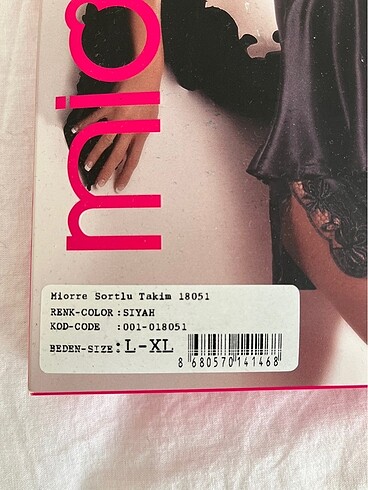 mio
Miorre Sortlu Takim 18051
RENK-COLOR : SIYAH
KOD-CODE : 001-018051
BEDEN-SIZE : L-XL
8 680570 141468